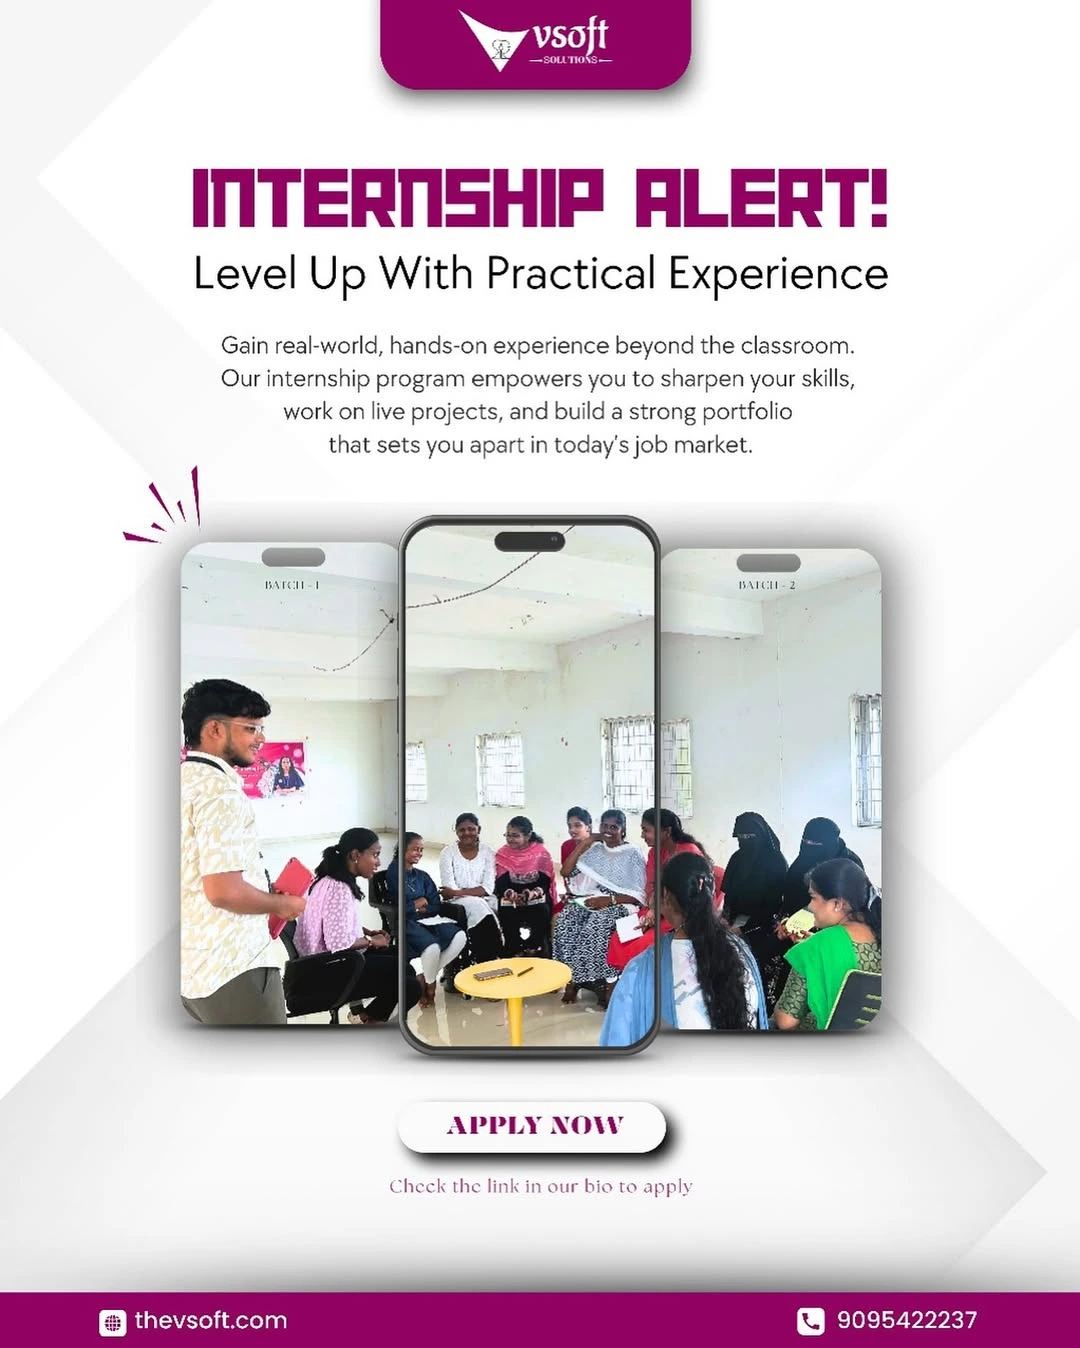 vsoft
SOLUTIONS
INTERNSHIP ALERT!
Level Up With Practical Experience
Gain real-world, hands-on experience beyond the classroom.
Our internship program empowers you to sharpen your skills,
work on live projects, and build a strong portfolio
that sets you apart in today's job market.
BATCH - 1
BATCH - 2
APPLY NOW
Check the link in our bio to apply
thevsoft.com
9095422237